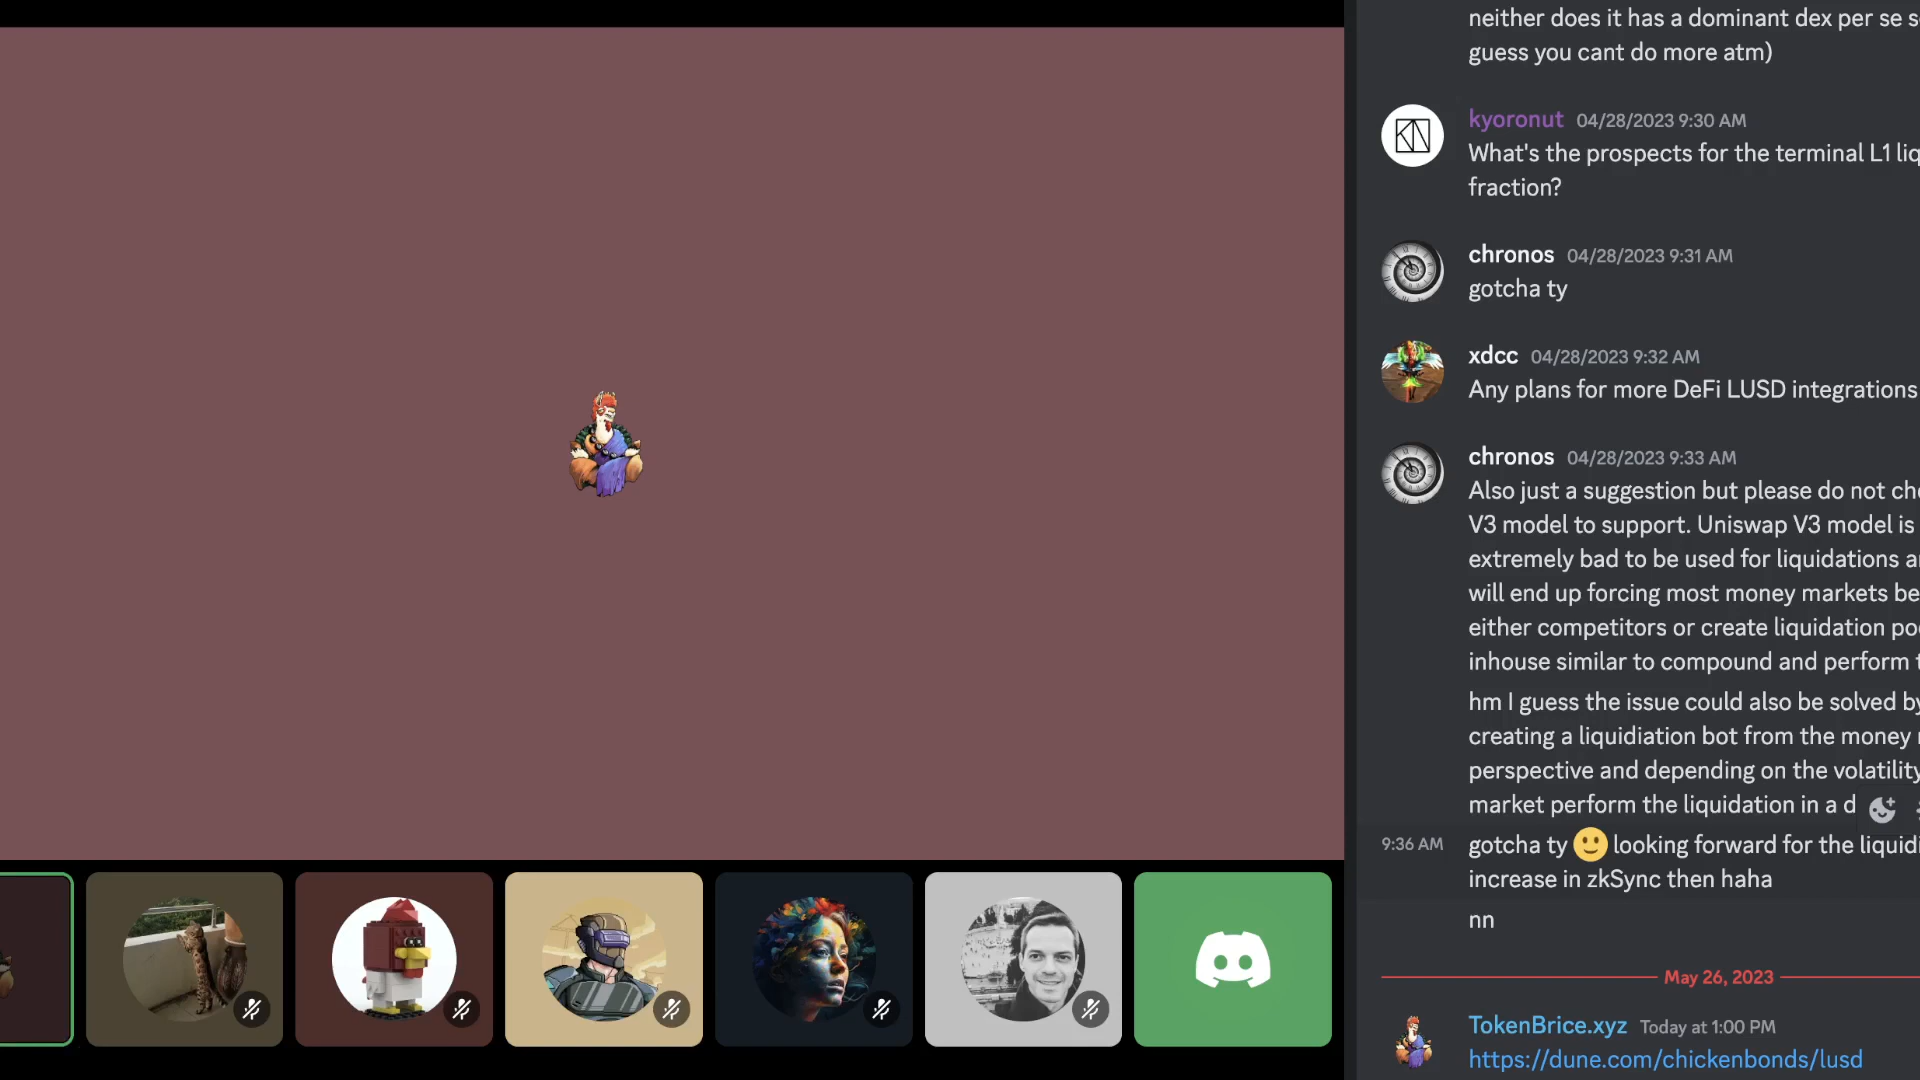 neither does it has a dominant dex per se
guess you cant do more atm)
kyoronut 04/28/2023 9:30 AM
What's the prospects for the terminal L1
fraction?
chronos 04/28/2023 9:31 AM
gotcha ty
xdcc 04/28/2023 9:32 AM
Any plans for more DeFi LUSD integrations
chronos 04/28/2023 9:33 AM
Also just a suggestion but please do not
V3 model to support. Uniswap V3 model is
extremely bad to be used for liquidations
will end up forcing most money markets
either competitors or create liquidation
inhouse similar to compound and perform
hm I guess the issue could also be solved by
creating a liquidiation bot from the money
perspective and depending on the volatility
market perform the liquidation in a
9:36 AM gotcha ty 🙂 looking forward for the
increase in zkSync then haha
nn
May 26, 2023
TokenBrice.xyz Today at 1:00 PM
https://dune.com/chickenbonds/lusd